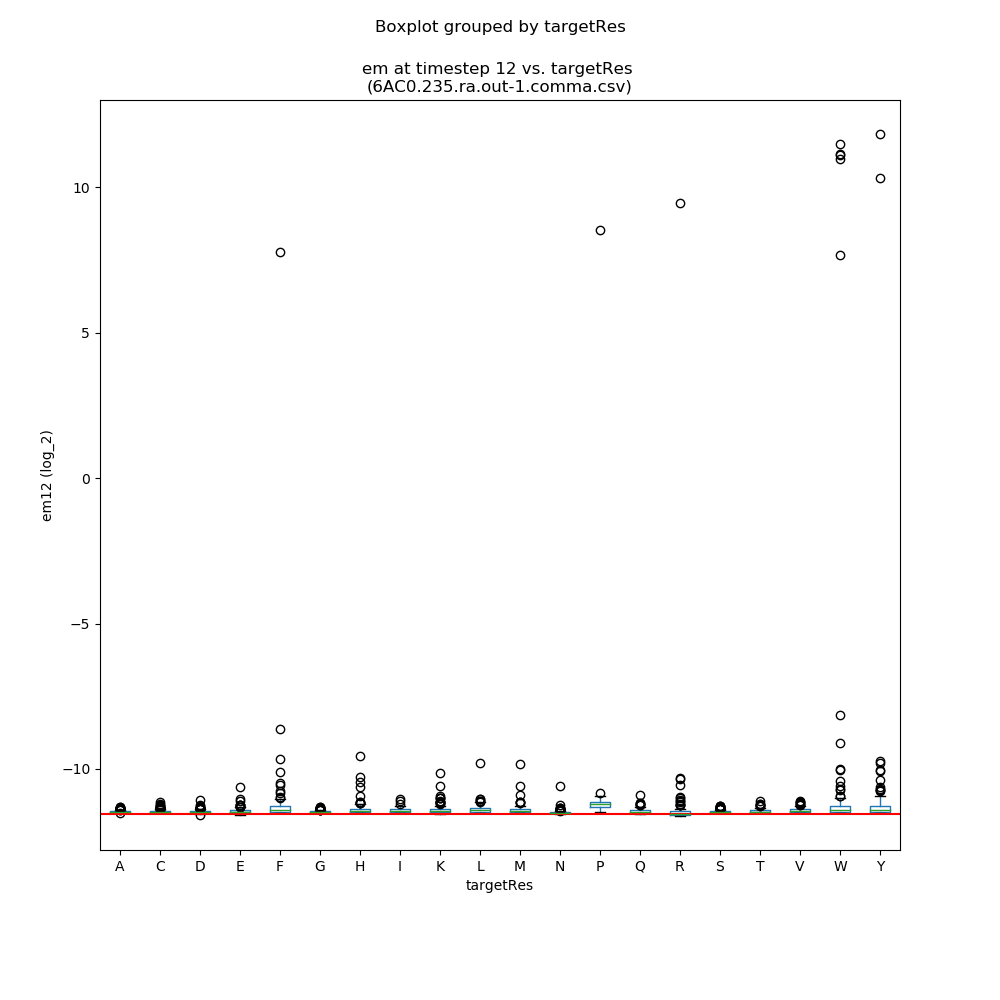 Boxplot grouped by targetRes
em at timestep 12 vs. targetRes
(6AC0.235.ra.out-1.comma.csv)
10
5
0
−5
−10
em12 (log_2)
A C D E F G H I K L M N P Q R S T V W Y
targetRes